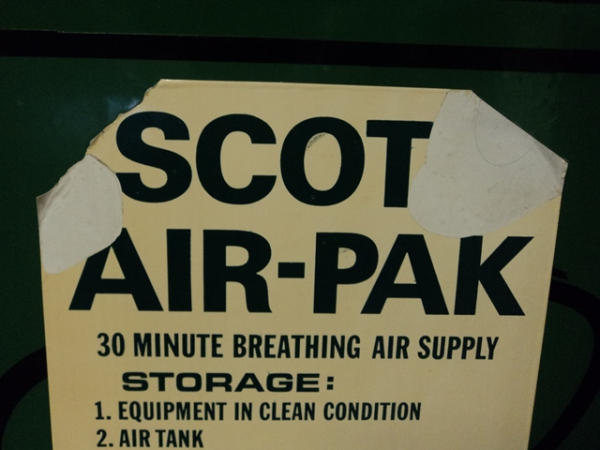 SCOT
AIR-PAK
30 MINUTE BREATHING AIR SUPPLY
STORAGE:
1. EQUIPMENT IN CLEAN CONDITION
2. AIR TANK